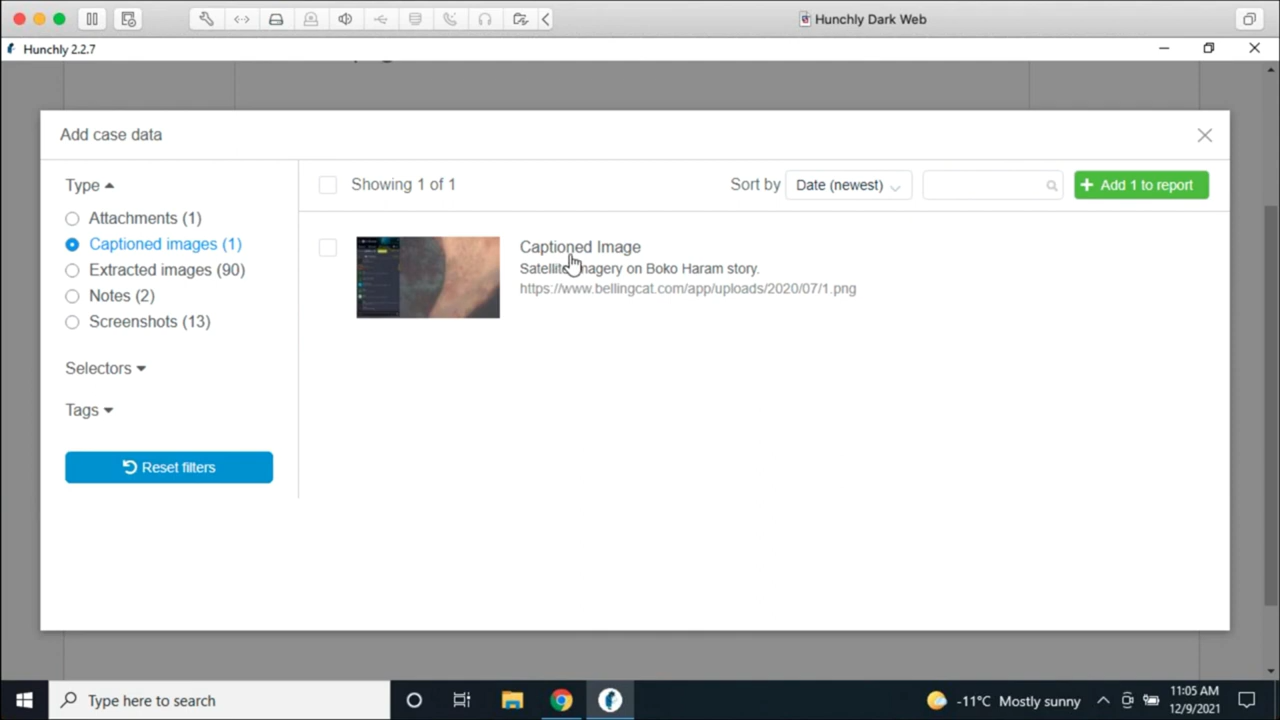 Hunchly Dark Web
Hunchly 2.2.7
Add case data
Type
Showing 1 of 1
Sort by
Date (newest)
Add 1 to report
Attachments (1)
Captioned images (1)
Extracted images (90)
Notes (2)
Screenshots (13)
Captioned Image
Satellite Imagery on Boko Haram story.
https://www.bellingcat.com/app/uploads/2020/07/1.png
Selectors
Tags
Reset filters
Type here to search
-11°C Mostly sunny
11:05 AM
12/9/2021